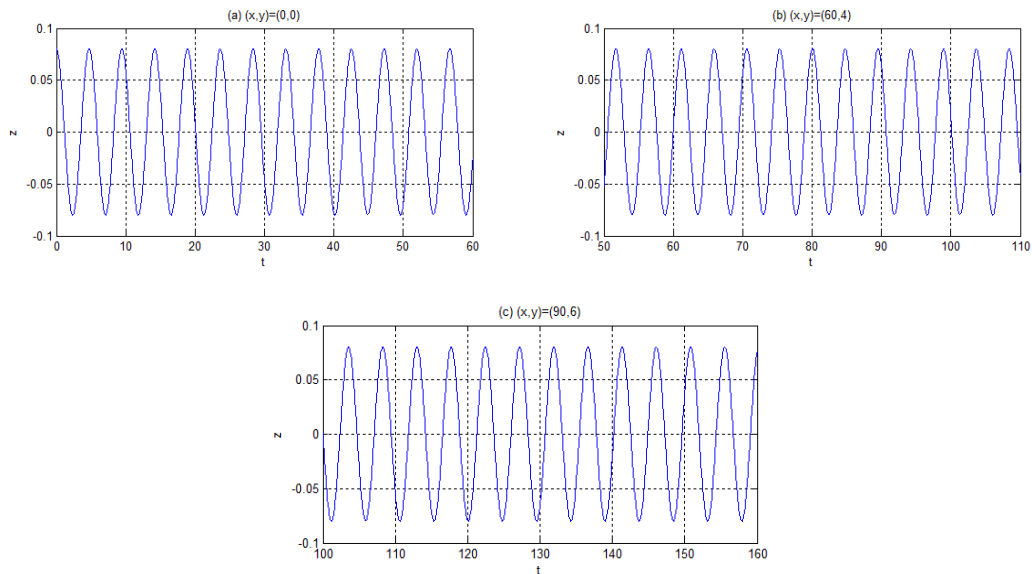 (a) (x,y)=(0,0)
0.1
0.05
0
-0.05
-0.1
z
0 10 20 30 40 50 60
t
(b) (x,y)=(60,4)
0.1
0.05
0
-0.05
-0.1
z
50 60 70 80 90 100 110
t
(c) (x,y)=(90,6)
0.1
0.05
0
-0.05
-0.1
z
100 110 120 130 140 150 160
t